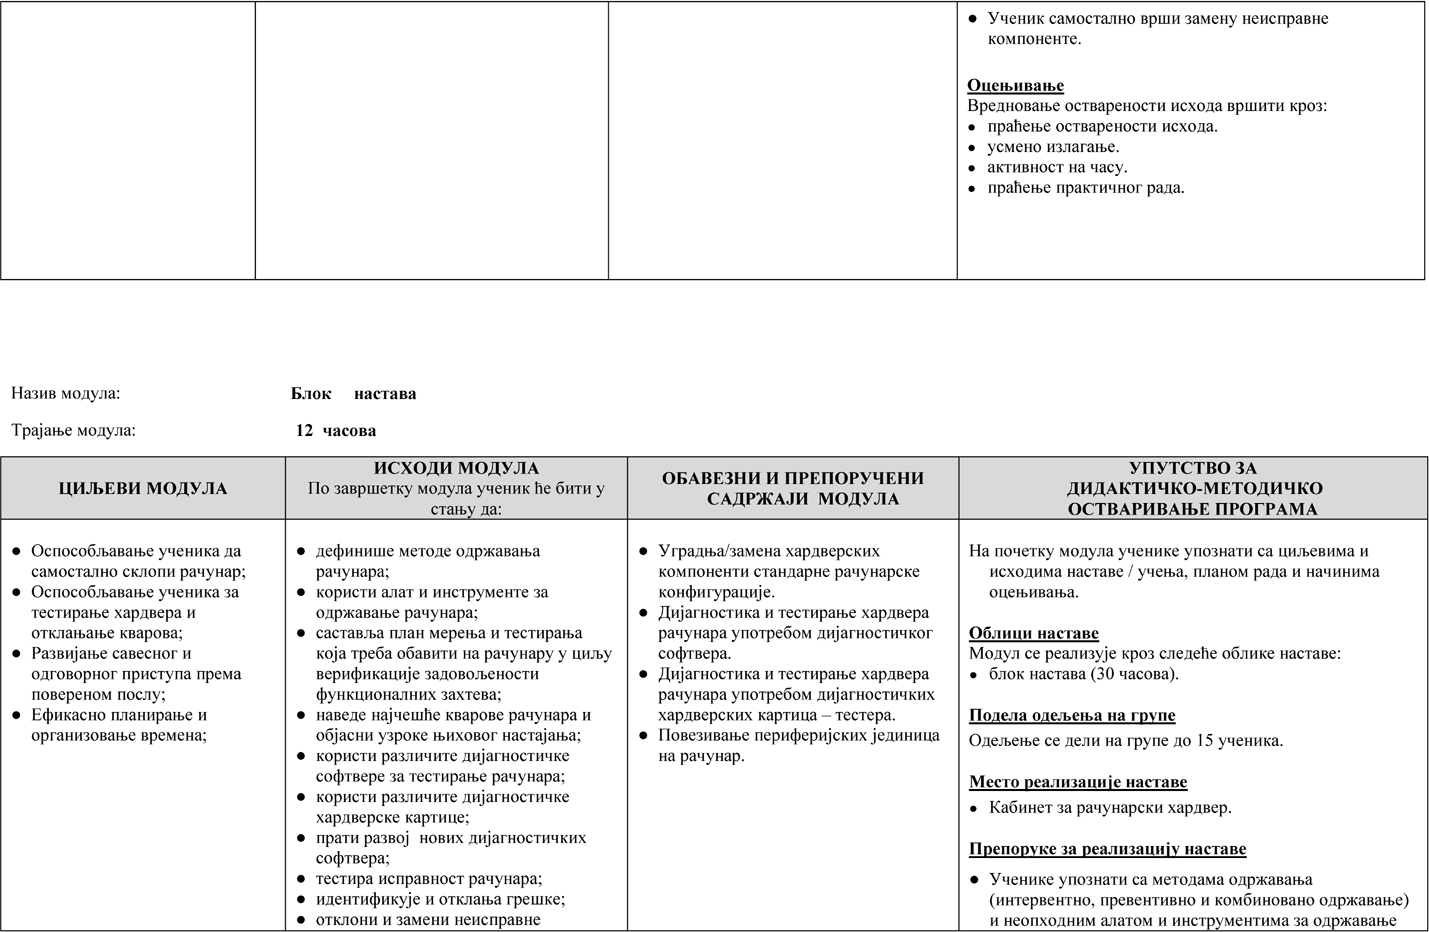 ● Ученик самостално врши замену неисправне
компоненте.
Оцењивање
Вредновање остварености исхода вршити кроз:
● праћење остварености исхода.
● усмено излагање.
● активност на часу.
● праћење практичног рада.
Назив модула: Блок настава
Трајање модула: 12 часова
ЦИЉЕВИ МОДУЛА
ИСХОДИ МОДУЛА
По завршетку модула ученик ће бити у
стању да:
ОБАВЕЗНИ И ПРЕПОРУЧЕНИ
САДРЖАЈИ МОДУЛА
УПУТСТВО ЗА
ДИДАКТИЧКО-МЕТОДИЧКО
ОСТВАРИВАЊЕ ПРОГРАМА
● Оспособљавање ученика да
самостално склопи рачунар;
● Оспособљавање ученика за
тестирање хардвера и
отклањање кварова;
● Развијање савесног и
одговорног приступа према
повереном послу;
● Ефикасно планирање и
организовање времена;
● дефинише методе одржавања
рачунара;
● користи алат и инструменте за
одржавање рачунара;
● саставља план мерења и тестирања
која треба обавити на рачунару у циљу
верификације задовољености
функционалних захтева;
● наведе најчешће кварове рачунара и
објасни узроке њиховог настајања;
● користи различите дијагностичке
софтвере за тестирање рачунара;
● користи различите дијагностичке
хардверске картице;
● прати развој нових дијагностичких
софтвера;
● тестира исправност рачунара;
● идентификује и отклања грешке;
● отклони и замени неисправне
● Уградња/замена хардверских
компоненти стандарне рачунарске
конфигурације.
● Дијагностика и тестирање хардвера
рачунара употребом дијагностичког
софтвера.
● Дијагностика и тестирање хардвера
рачунара употребом дијагностичких
хардверских картица – тестера.
● Повезивање периферијских јединица
на рачунар.
На почетку модула ученике упознати са циљевима и
исходима наставе / учења, планом рада и начинима
оцењивања.
Облици наставе
Модул се реализује кроз следеће облике наставе:
● блок настава (30 часова).
Подела одељења на групе
Одељење се дели на групе до 15 ученика.
Место реализације наставе
● Кабинет за рачунарски хардвер.
Препоруке за реализацију наставе
● Ученике упознати са методама одржавања
(интервентно, превентивно и комбиновано одржавање)
и неопходним алатом и инструментима за одржавање